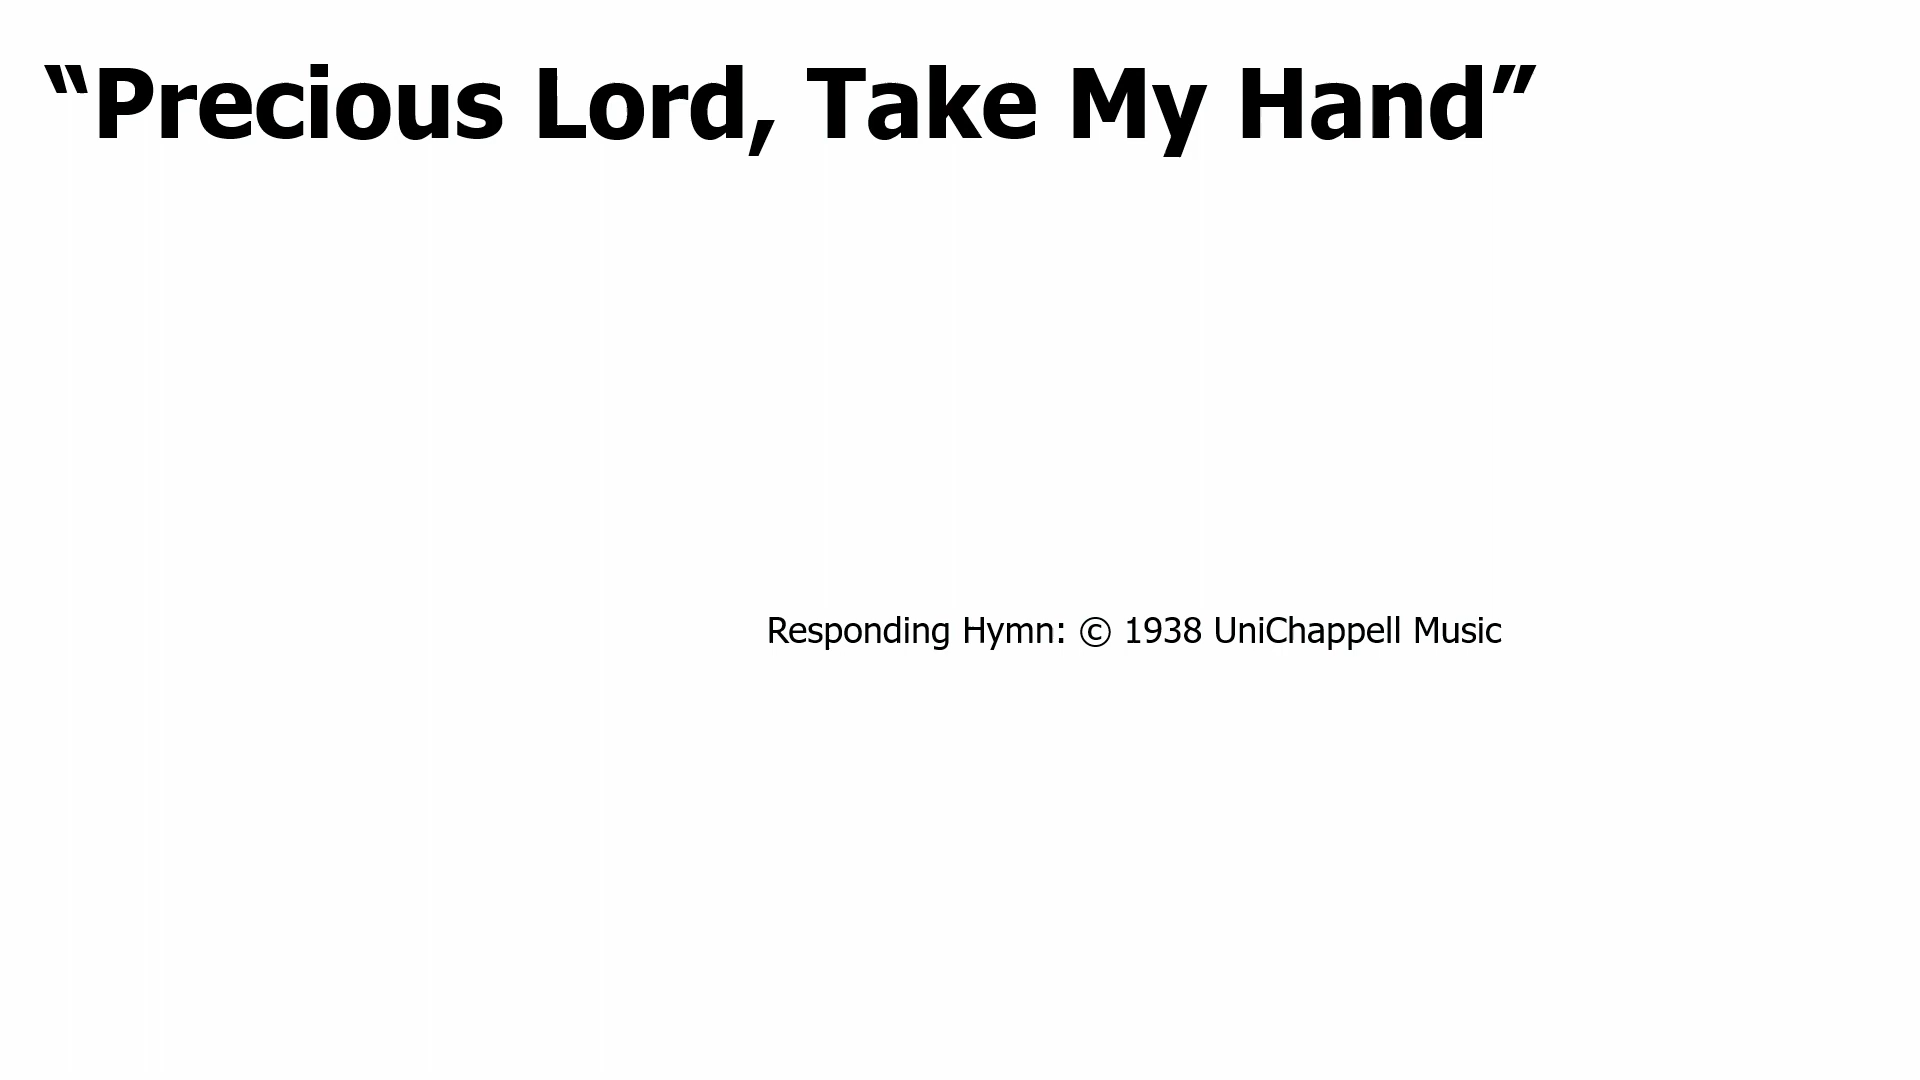 “Precious Lord, Take My Hand”
Responding Hymn: © 1938 UniChappell Music